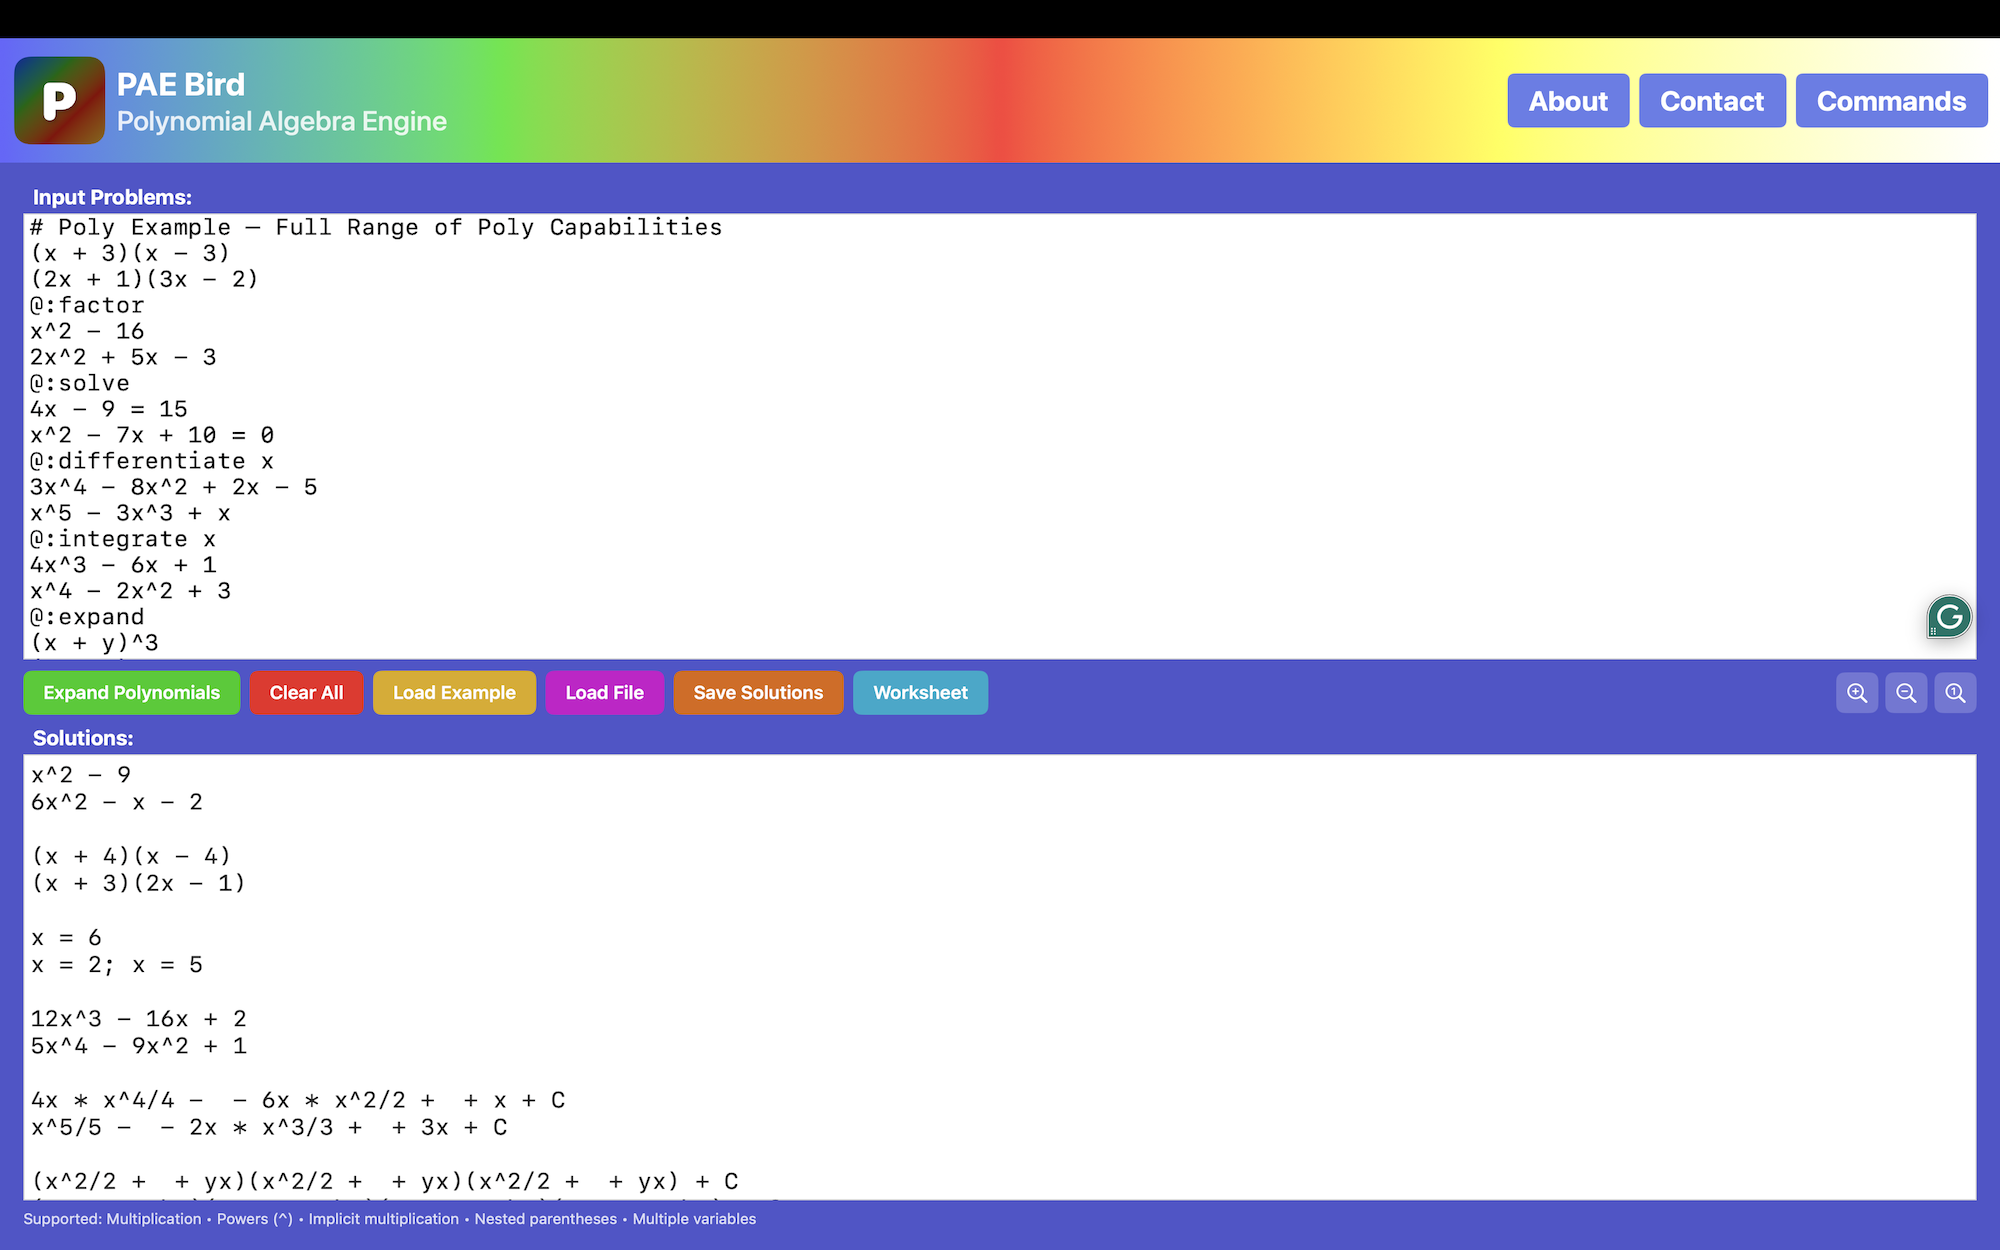 P
PAE Bird
Polynomial Algebra Engine
About
Contact
Commands
Input Problems:
# Poly Example – Full Range of Poly Capabilities
(x + 3)(x – 3)
(2x + 1)(3x – 2)
@:factor
x^2 – 16
2x^2 + 5x – 3
@:solve
4x – 9 = 15
x^2 – 7x + 10 = 0
@:differentiate x
3x^4 – 8x^2 + 2x – 5
x^5 – 3x^3 + x
@:integrate x
4x^3 – 6x + 1
x^4 – 2x^2 + 3
@:expand
(x + y)^3
G
Expand Polynomials
Clear All
Load Example
Load File
Save Solutions
Worksheet
Solutions:
x^2 – 9
6x^2 – x – 2
(x + 4)(x – 4)
(x + 3)(2x – 1)
x = 6
x = 2; x = 5
12x^3 – 16x + 2
5x^4 – 9x^2 + 1
4x * x^4/4 –  – 6x * x^2/2 +  + x + C
x^5/5 –  – 2x * x^3/3 +  + 3x + C
(x^2/2 +  + yx)(x^2/2 +  + yx)(x^2/2 +  + yx) + C
Supported: Multiplication • Powers (^) • Implicit multiplication • Nested parentheses • Multiple variables